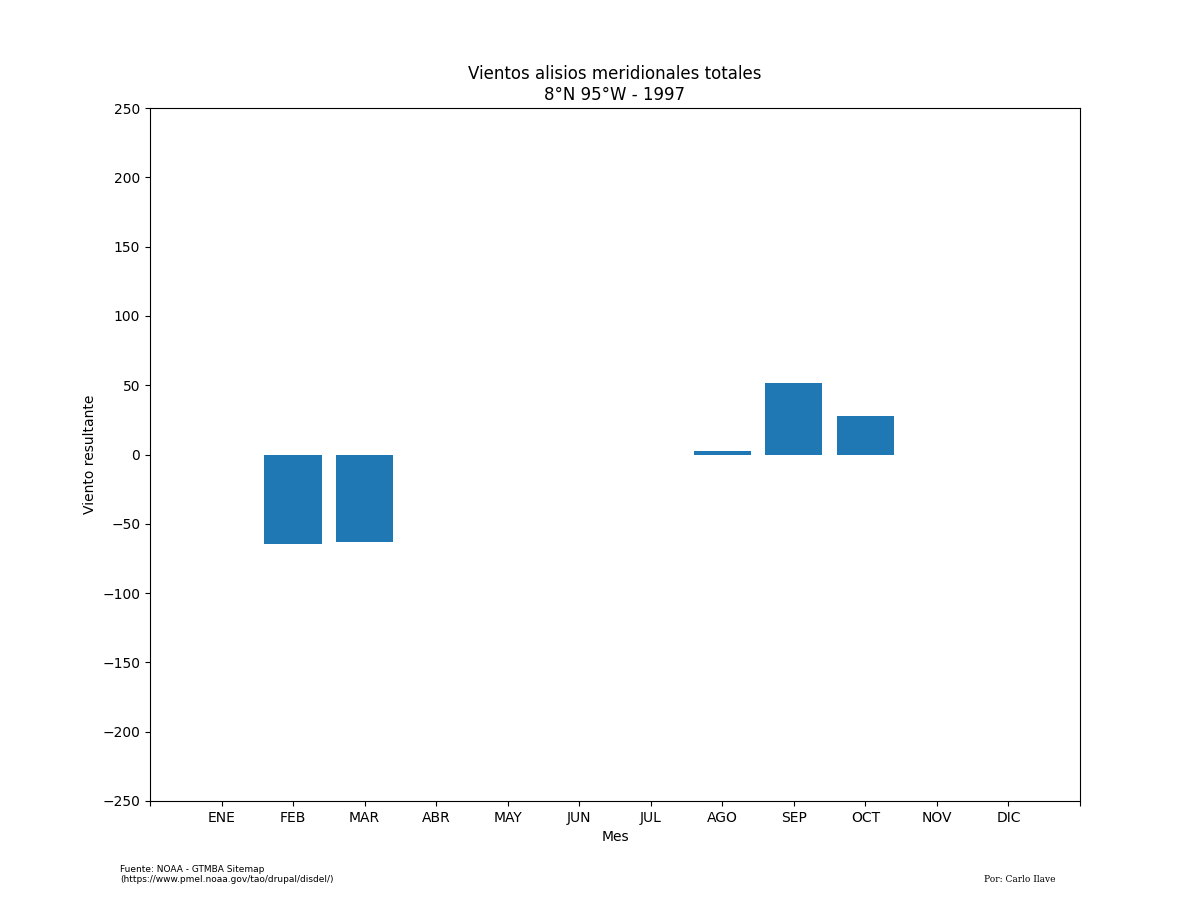 Vientos alisios meridionales totales
8°N 95°W - 1997
250
200
150
100
50
0
−50
−100
−150
−200
−250
Viento resultante
ENE FEB MAR ABR MAY JUN JUL AGO SEP OCT NOV DIC
Mes
Fuente: NOAA - GTMBA Sitemap
(https://www.pmel.noaa.gov/tao/drupal/disdel/)
Por: Carlo Ilave